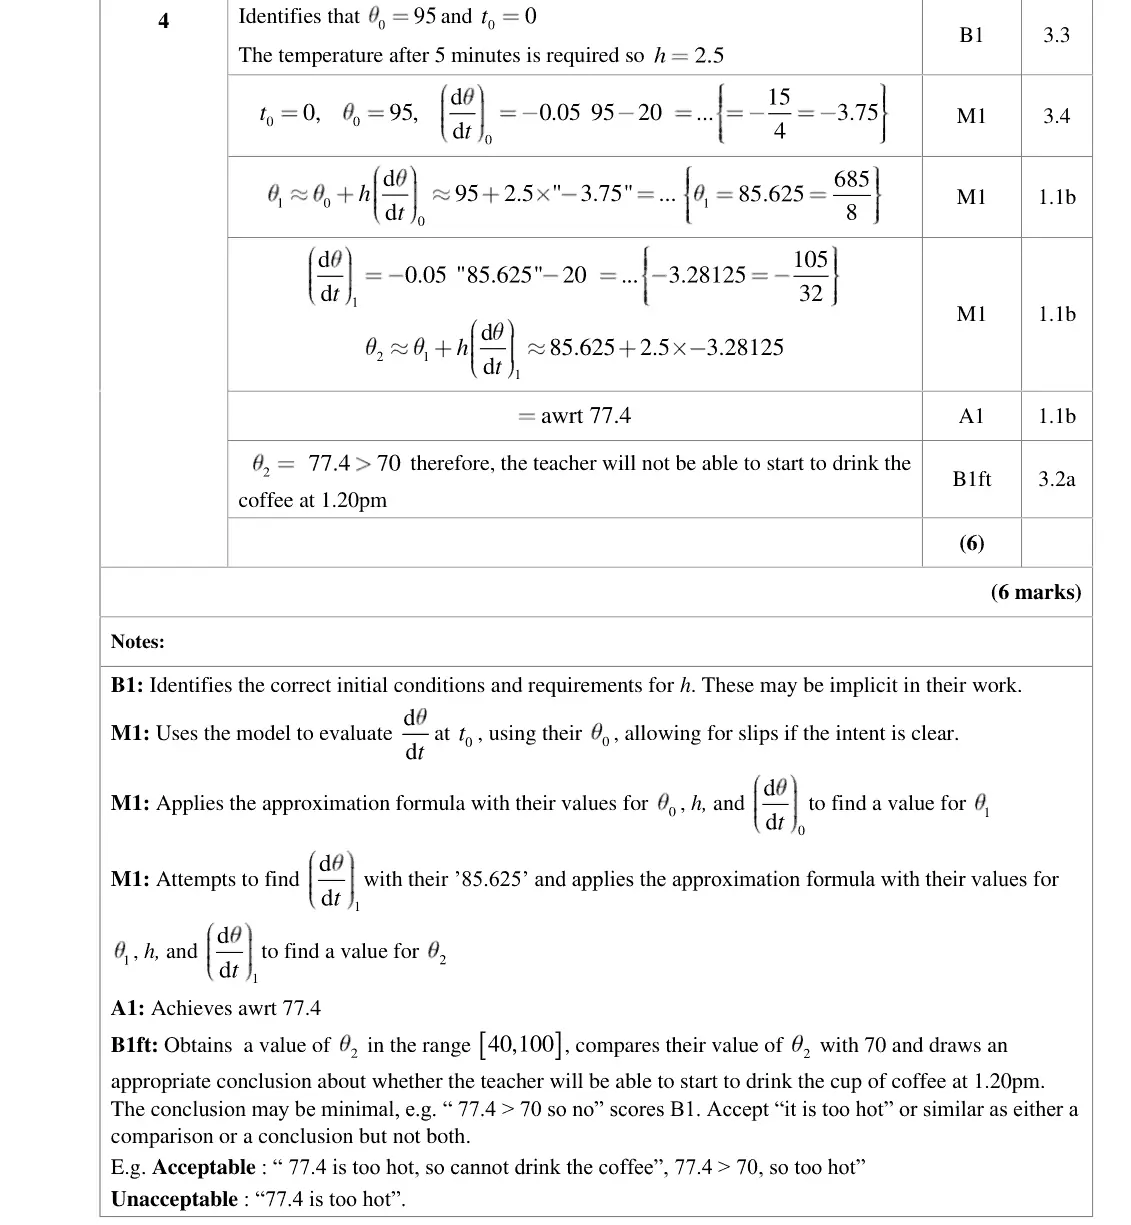 4 Identifies that θ₀ = 95 and t₀ = 0
The temperature after 5 minutes is required so h = 2.5 B1 3.3
t₀ = 0, θ₀ = 95, (dθ/dt)₀ = −0.05 95 − 20 = ... {= −15/4 = −3.75} M1 3.4
θ₁ ≈ θ₀ + h(dθ/dt)₀ ≈ 95 + 2.5×"−3.75" = ... {θ₁ = 85.625 = 685/8} M1 1.1b
(dθ/dt)₁ = −0.05 "85.625"− 20 = ... {−3.28125 = −105/32}
θ₂ ≈ θ₁ + h(dθ/dt)₁ ≈ 85.625 + 2.5×−3.28125 M1 1.1b
= awrt 77.4 A1 1.1b
θ₂ = 77.4 > 70 therefore, the teacher will not be able to start to drink the
coffee at 1.20pm B1ft 3.2a
(6)
(6 marks)
Notes:
B1: Identifies the correct initial conditions and requirements for h. These may be implicit in their work.
M1: Uses the model to evaluate dθ/dt at t₀ , using their θ₀ , allowing for slips if the intent is clear.
M1: Applies the approximation formula with their values for θ₀ , h, and (dθ/dt)₀ to find a value for θ₁
M1: Attempts to find (dθ/dt)₁ with their ’85.625’ and applies the approximation formula with their values for
θ₁ , h, and (dθ/dt)₁ to find a value for θ₂
A1: Achieves awrt 77.4
B1ft: Obtains a value of θ₂ in the range [40,100], compares their value of θ₂ with 70 and draws an
appropriate conclusion about whether the teacher will be able to start to drink the cup of coffee at 1.20pm.
The conclusion may be minimal, e.g. “ 77.4 > 70 so no” scores B1. Accept “it is too hot” or similar as either a
comparison or a conclusion but not both.
E.g. Acceptable : “ 77.4 is too hot, so cannot drink the coffee”, 77.4 > 70, so too hot”
Unacceptable : “77.4 is too hot”.